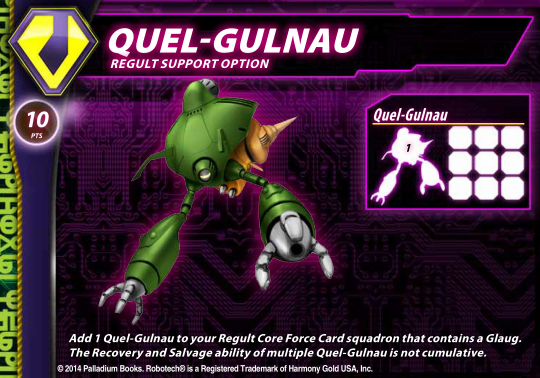 QUEL-GULNAU
REGULT SUPPORT OPTION
10
PTS
Quel-Gulnau
1
Add 1 Quel-Gulnau to your Regult Core Force Card squadron that contains a Glaug.
The Recovery and Salvage ability of multiple Quel-Gulnau is not cumulative.
© 2014 Palladium Books. Robotech® is a Registered Trademark of Harmony Gold USA, Inc.